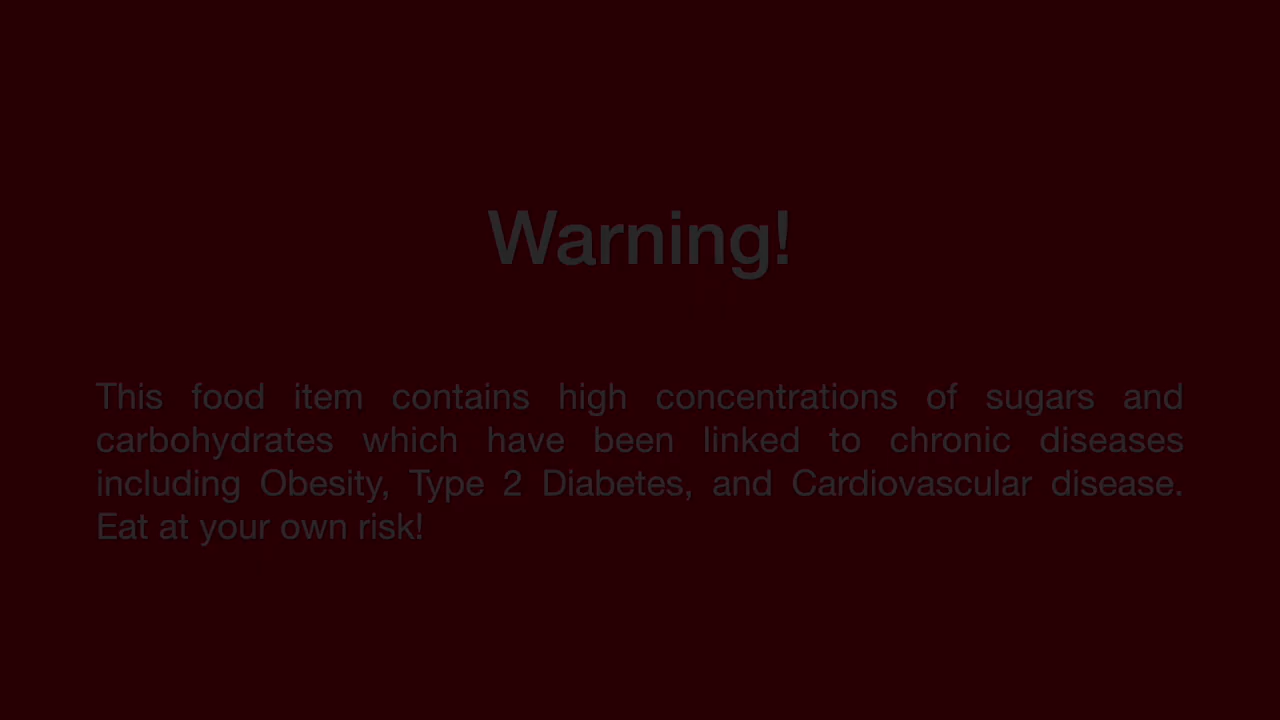 Warning!
This food item contains high concentrations of sugars and
carbohydrates which have been linked to chronic diseases
including Obesity, Type 2 Diabetes, and Cardiovascular disease.
Eat at your own risk!